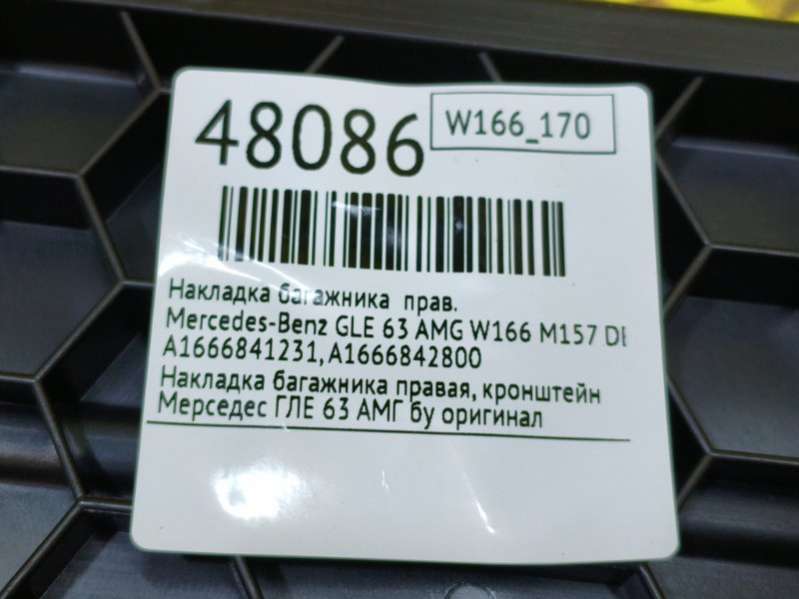 48086
W166_170
Накладка багажника прав.
Mercedes-Benz GLE 63 AMG W166 M157 DE
A1666841231, A1666842800
Накладка багажника правая, кронштейн
Мерседес ГЛЕ 63 АМГ бу оригинал